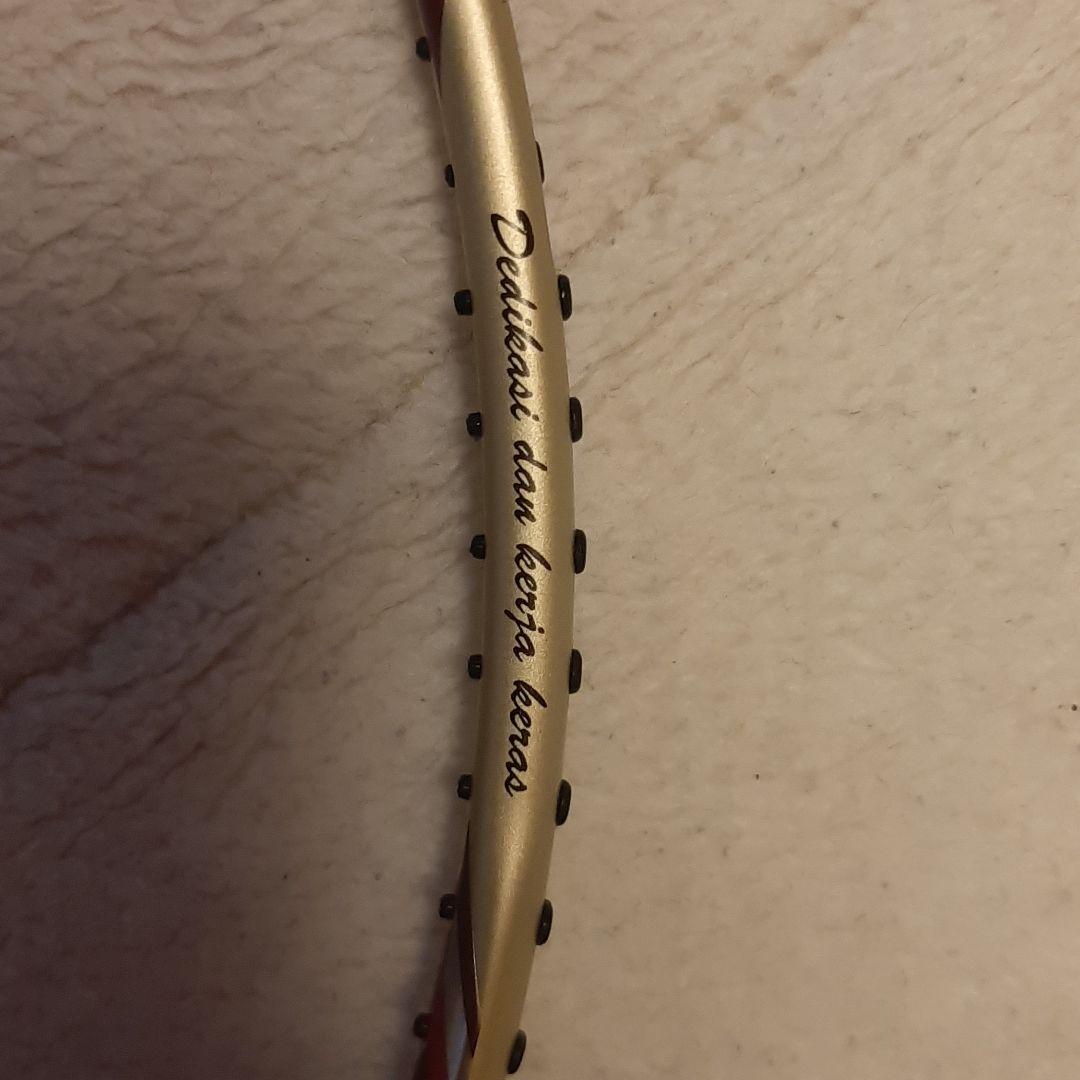 Dedikasi dan kerja keras